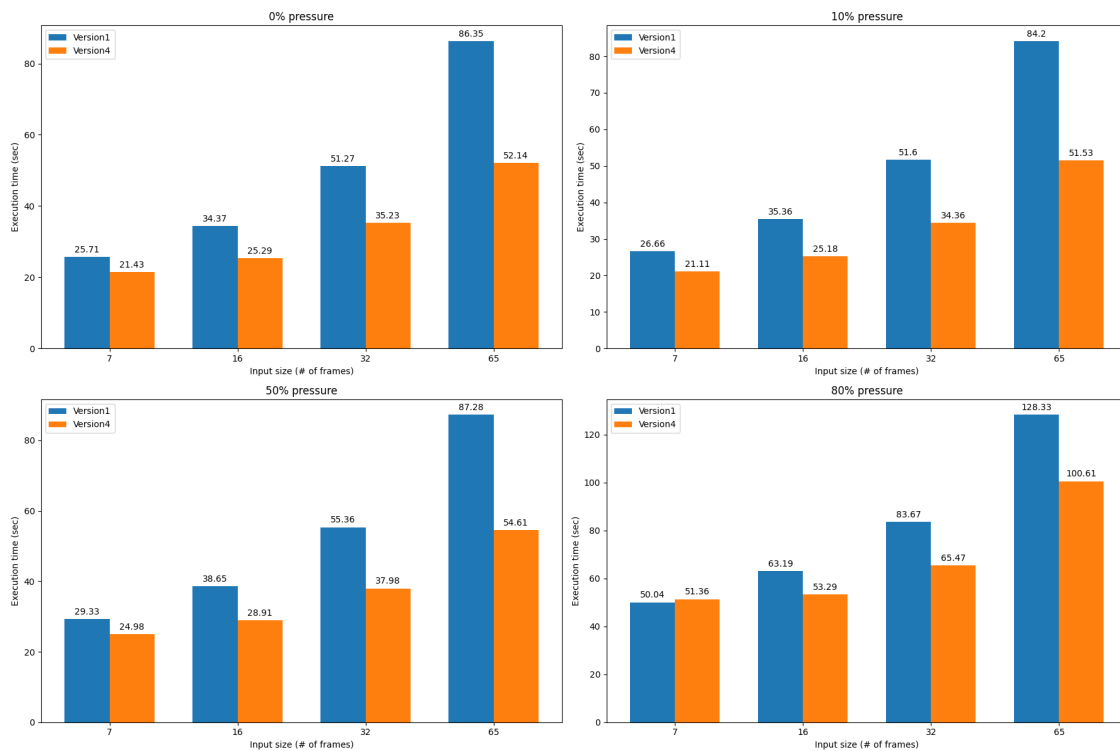 0% pressure
Version1
Version4
86.35
52.14
51.27
35.23
34.37
25.29
25.71
21.43
80
60
40
20
0
Execution time (sec)
7 16 32 65
Input size (# of frames)
10% pressure
Version1
Version4
84.2
51.6
51.53
35.36
34.36
26.66
25.18
21.11
80
70
60
50
40
30
20
10
0
Execution time (sec)
7 16 32 65
Input size (# of frames)
50% pressure
Version1
Version4
87.28
55.36
54.61
38.65
37.98
29.33
28.91
24.98
80
60
40
20
0
Execution time (sec)
7 16 32 65
Input size (# of frames)
80% pressure
Version1
Version4
128.33
100.61
83.67
65.47
63.19
53.29
50.04
51.36
120
100
80
60
40
20
0
Execution time (sec)
7 16 32 65
Input size (# of frames)